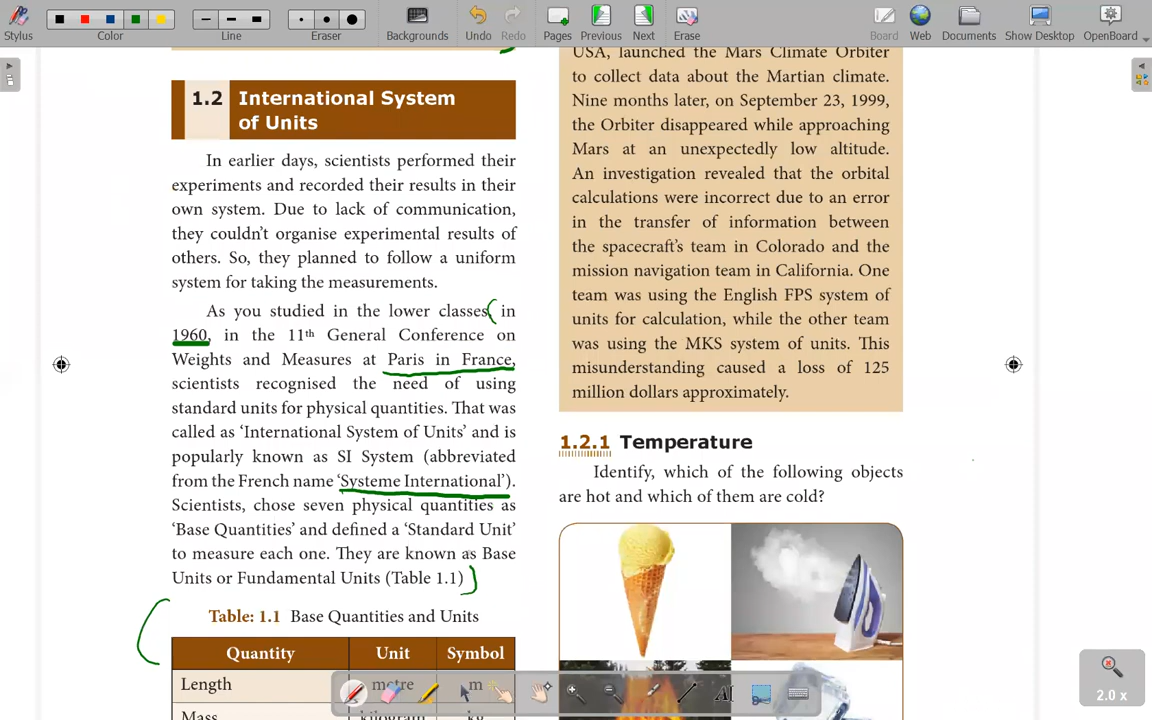 Stylus
Color
Line
Eraser
Backgrounds
Undo
Redo
Pages
Previous
Next
Erase
Board
Web
Documents
Show Desktop
OpenBoard
1.2 International System
of Units
In earlier days, scientists performed their
experiments and recorded their results in their
own system. Due to lack of communication,
they couldn’t organise experimental results of
others. So, they planned to follow a uniform
system for taking the measurements.
As you studied in the lower classes, in
1960, in the 11th General Conference on
Weights and Measures at Paris in France,
scientists recognised the need of using
standard units for physical quantities. That was
called as ‘International System of Units’ and is
popularly known as SI System (abbreviated
from the French name ‘Systeme International’).
Scientists, chose seven physical quantities as
‘Base Quantities’ and defined a ‘Standard Unit’
to measure each one. They are known as Base
Units or Fundamental Units (Table 1.1)
Table: 1.1 Base Quantities and Units
Quantity Unit Symbol
Length metre m
Mass kilogram kg
USA, launched the Mars Climate Orbiter
to collect data about the Martian climate.
Nine months later, on September 23, 1999,
the Orbiter disappeared while approaching
Mars at an unexpectedly low altitude.
An investigation revealed that the orbital
calculations were incorrect due to an error
in the transfer of information between
the spacecraft’s team in Colorado and the
mission navigation team in California. One
team was using the English FPS system of
units for calculation, while the other team
was using the MKS system of units. This
misunderstanding caused a loss of 125
million dollars approximately.
1.2.1 Temperature
Identify, which of the following objects
are hot and which of them are cold?
2.0 x